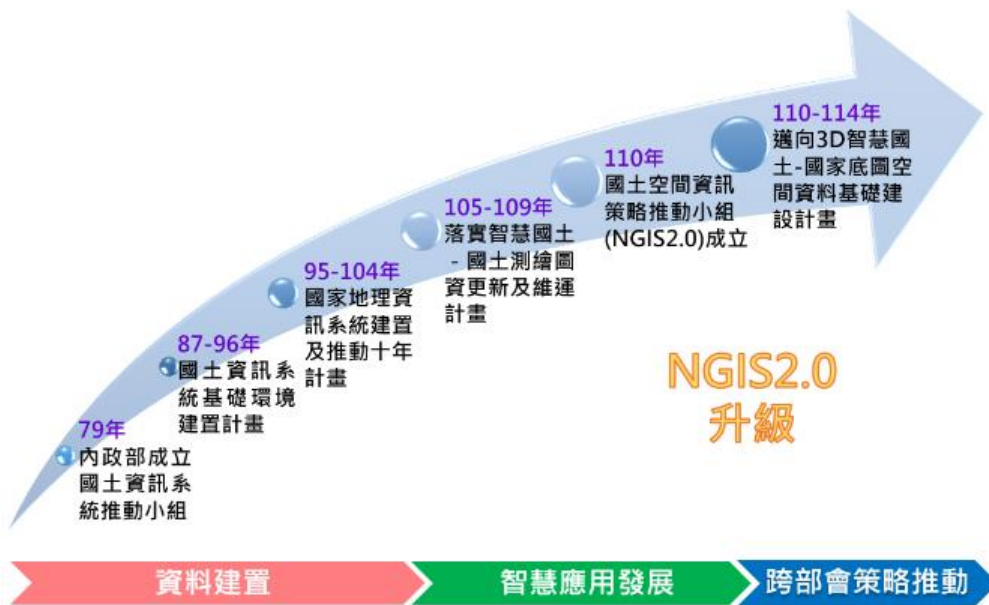 79年
內政部成立
國土資訊系
統推動小組
87-96年
國土資訊系
統基礎環境
建置計畫
95-104年
國家地理資
訊系統建置
及推動十年
計畫
105-109年
落實智慧國土
- 國土測繪圖
資更新及維運
計畫
110年
國土空間資訊
策略推動小組
(NGIS2.0)成立
110-114年
邁向3D智慧國
土-國家底圖空
間資料基礎建
設計畫
NGIS2.0
升級
資料建置
智慧應用發展
跨部會策略推動